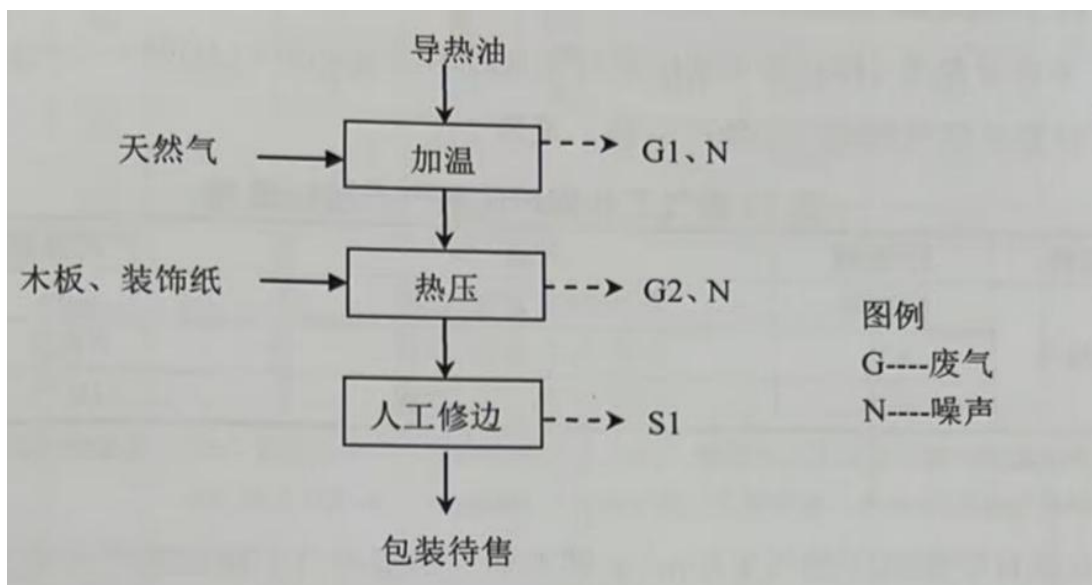 导热油
天然气
加温
G1、N
木板、装饰纸
热压
G2、N
图例
G----废气
N----噪声
人工修边
S1
包装待售